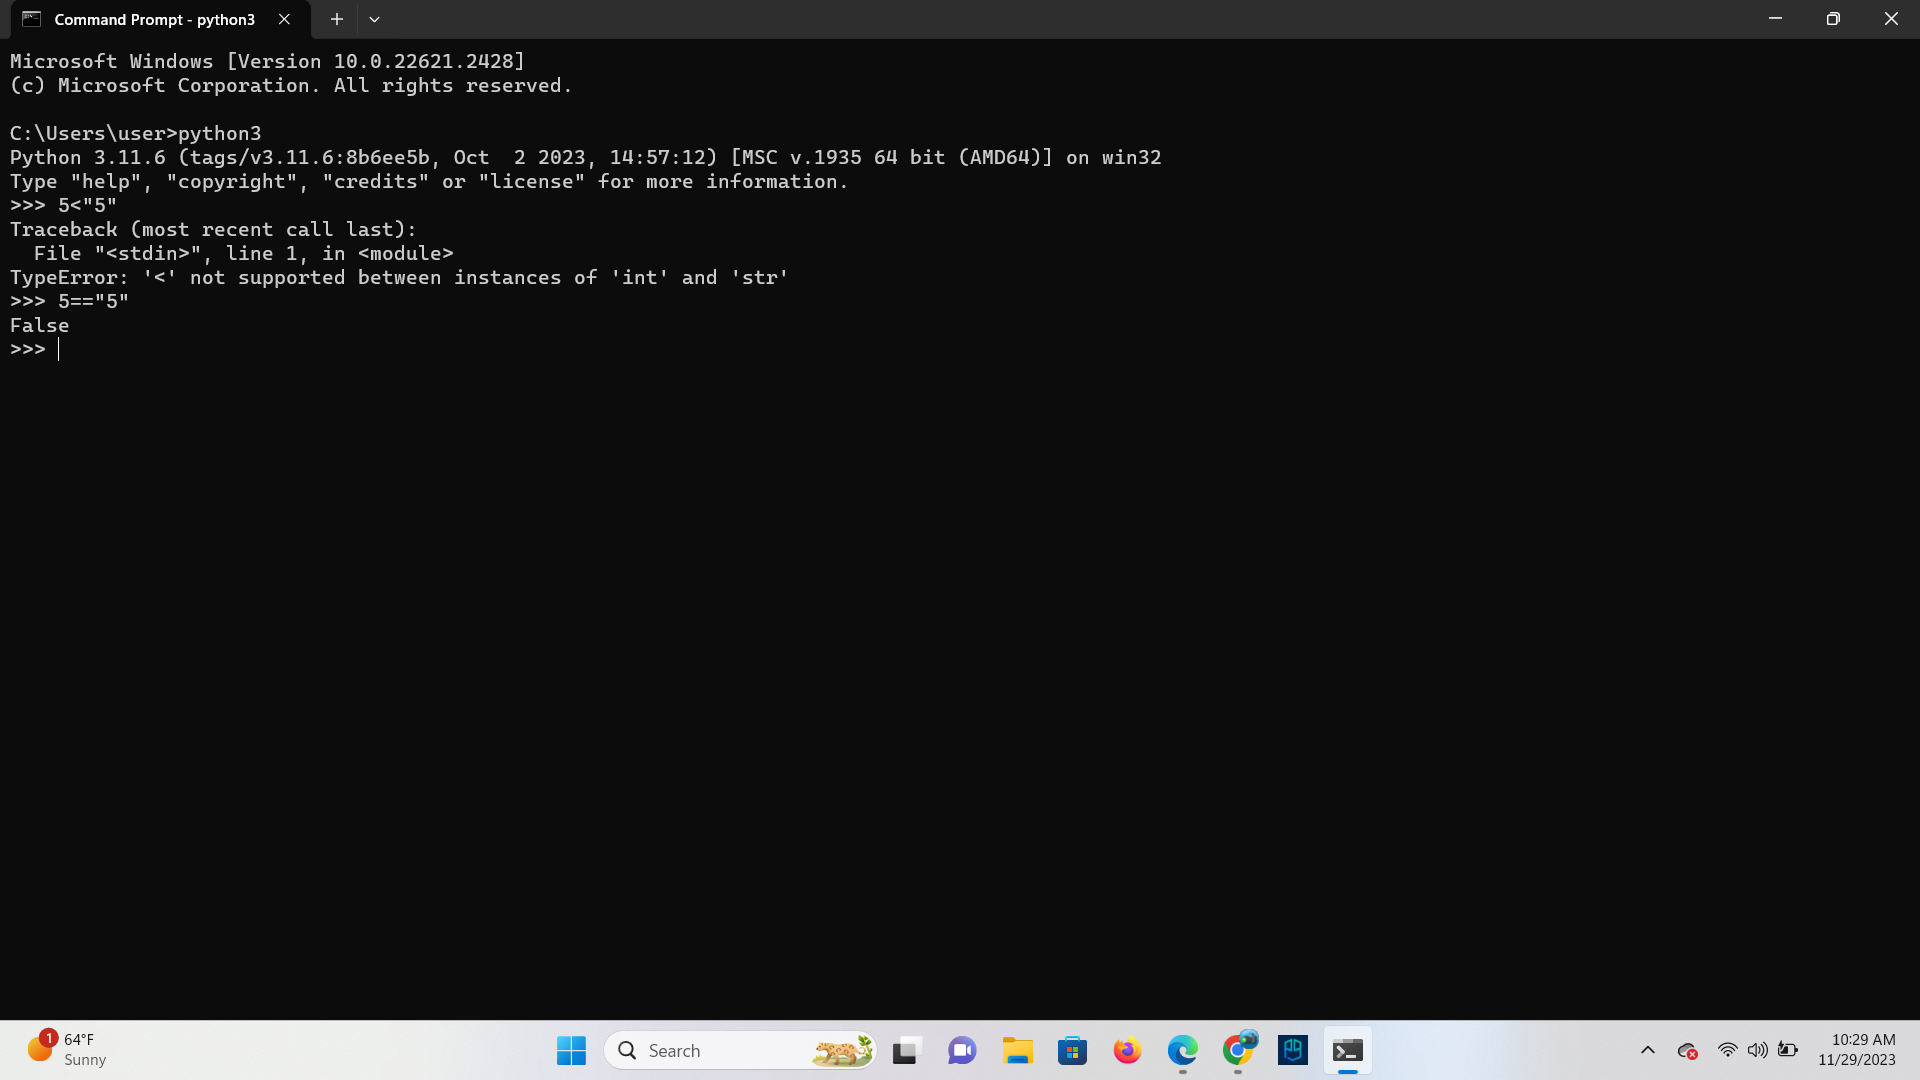 Command Prompt - python3
Microsoft Windows [Version 10.0.22621.2428]
(c) Microsoft Corporation. All rights reserved.
C:\Users\user>python3
Python 3.11.6 (tags/v3.11.6:8b6ee5b, Oct  2 2023, 14:57:12) [MSC v.1935 64 bit (AMD64)] on win32
Type "help", "copyright", "credits" or "license" for more information.
>>> 5<"5"
Traceback (most recent call last):
  File "<stdin>", line 1, in <module>
TypeError: '<' not supported between instances of 'int' and 'str'
>>> 5=="5"
False
>>>
1
64°F
Sunny
Search
10:29 AM
11/29/2023